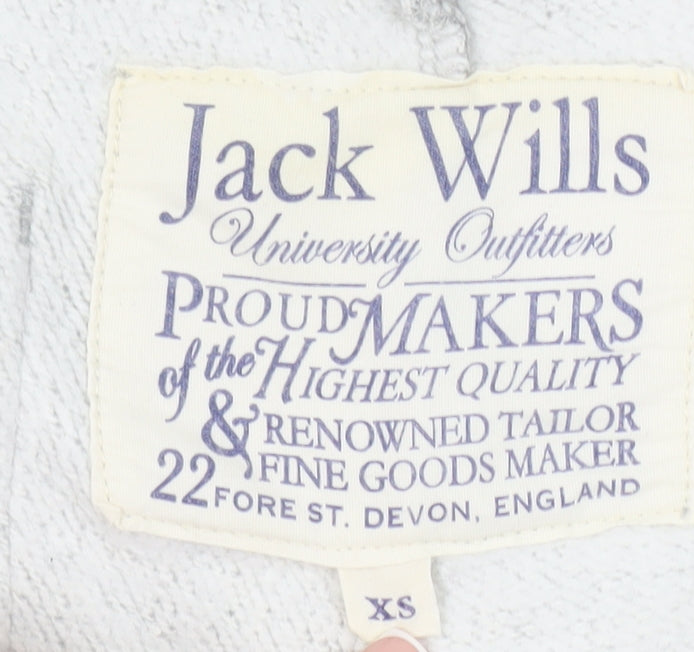 Jack Wills
University Outfitters
PROUD MAKERS
of the HIGHEST QUALITY
& RENOWNED TAILOR
FINE GOODS MAKER
22 FORE ST. DEVON, ENGLAND
XS